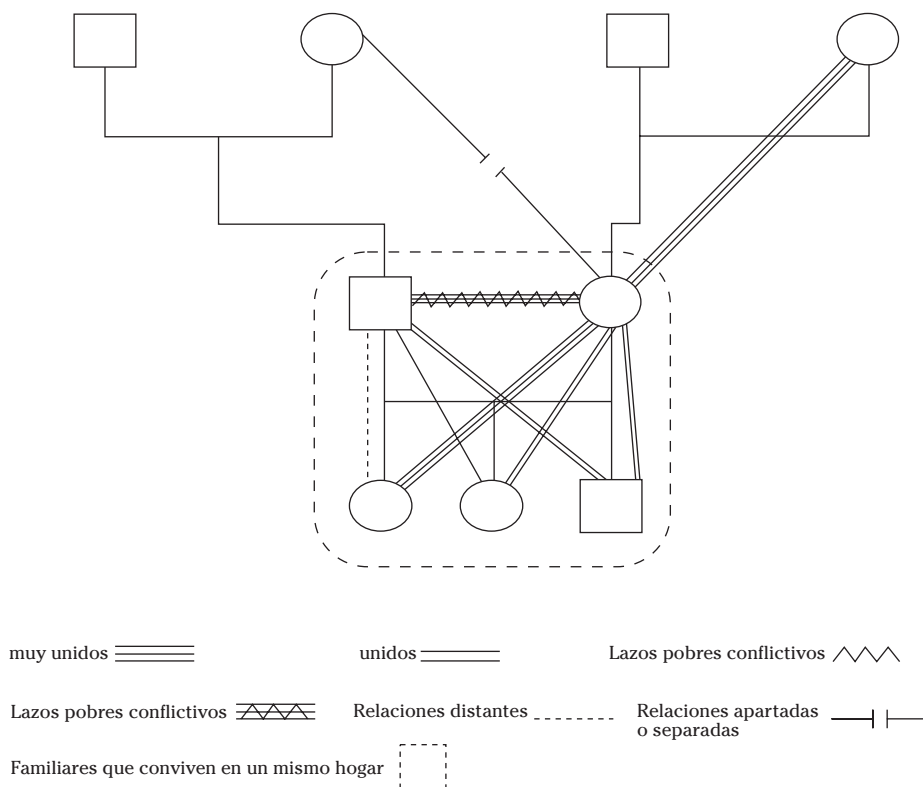 muy unidos
unidos
Lazos pobres conflictivos
Lazos pobres conflictivos
Relaciones distantes
Relaciones apartadas
o separadas
Familiares que conviven en un mismo hogar